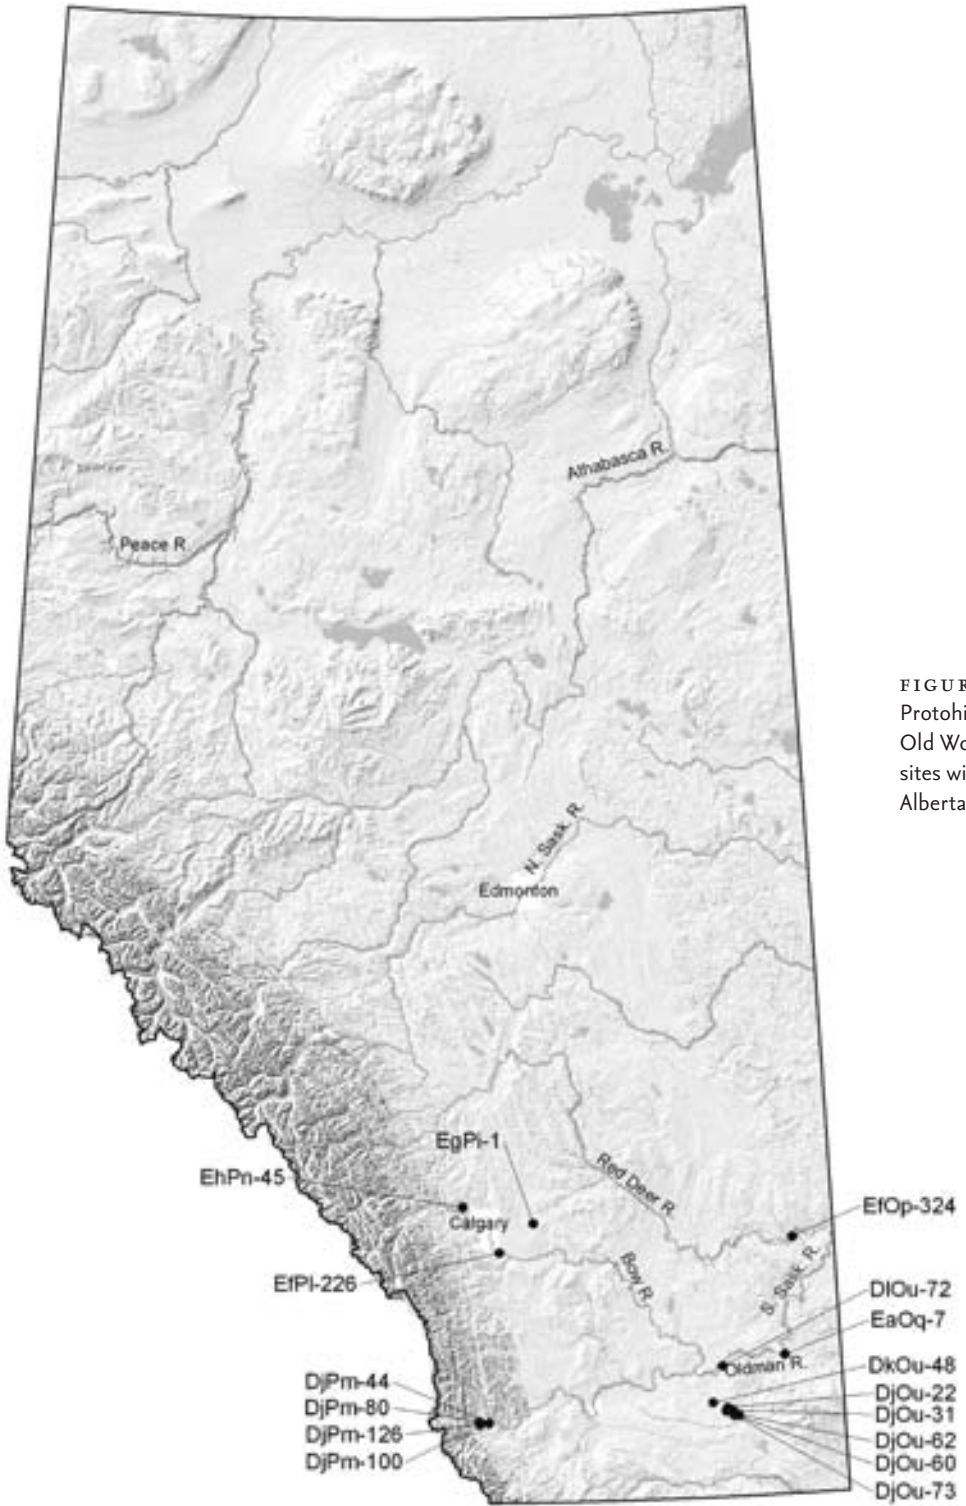 Athabasca R.
Peace R.
FIGUR
Protohi
Old Wo
sites wi
Alberta
N. Sask. R.
Edmonton
EgPi-1
EhPn-45
Calgary
Red Deer R.
EfOp-324
EfPl-226
Bow R.
S. Sask. R.
DlOu-72
EaOq-7
Oldman R.
DkOu-48
DjPm-44
DjOu-22
DjPm-80
DjOu-31
DjPm-126
DjOu-62
DjPm-100
DjOu-60
DjOu-73